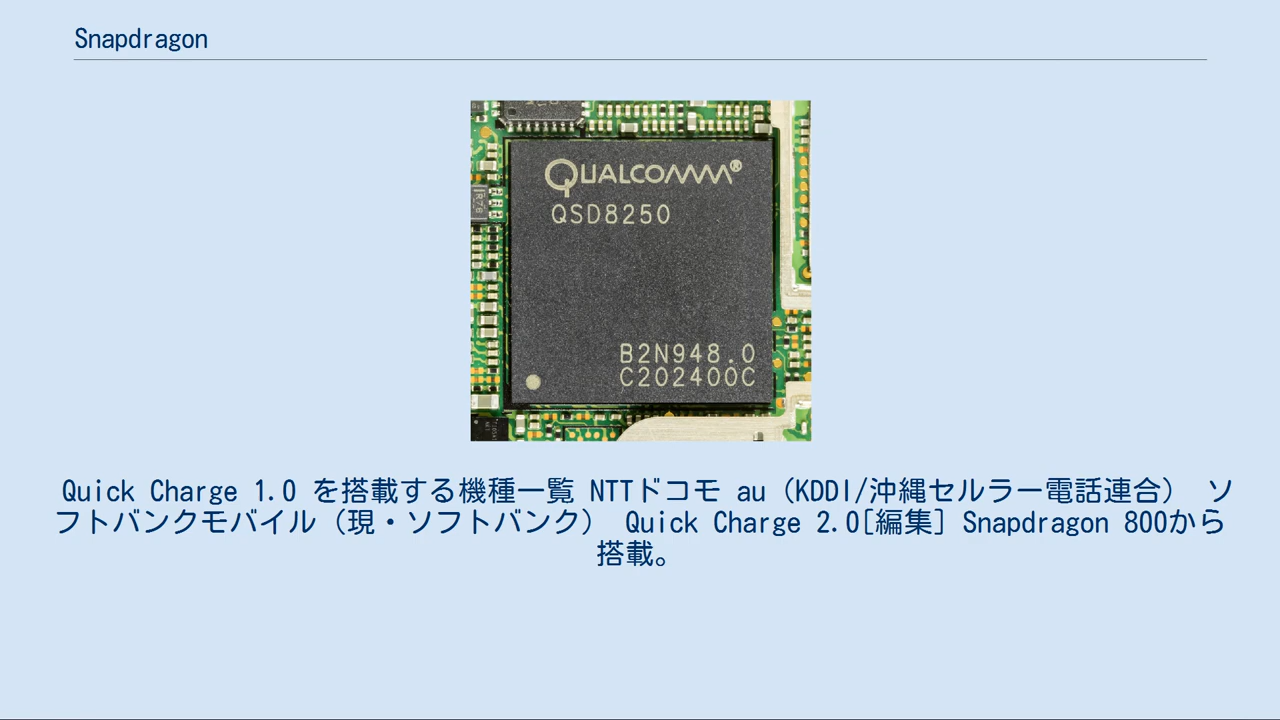 Snapdragon
QUALCOMM®
QSD8250
B2N948.0
C202400C
Quick Charge 1.0 を搭載する機種一覧 NTTドコモ au（KDDI/沖縄セルラー電話連合） ソ
フトバンクモバイル（現・ソフトバンク） Quick Charge 2.0[編集] Snapdragon 800から
搭載。